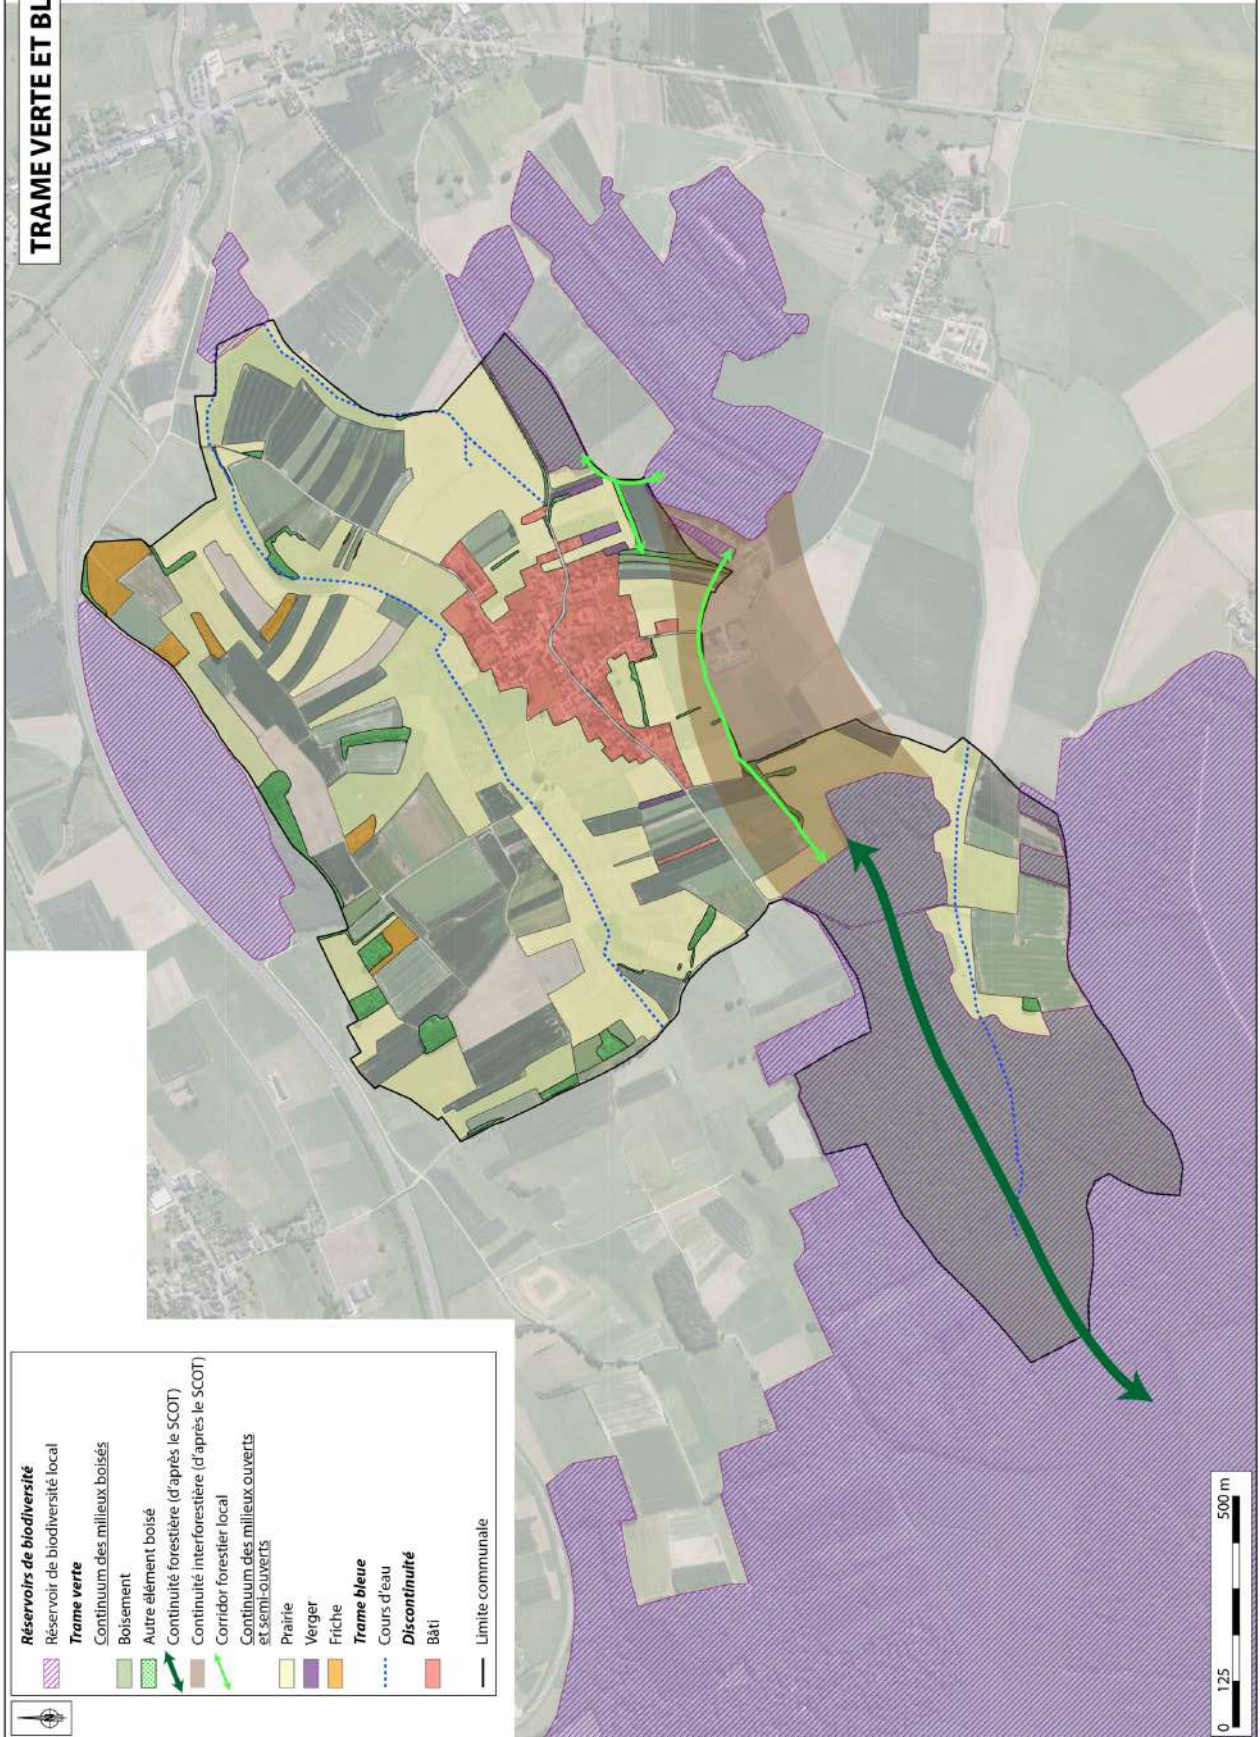 TRAME VERTE ET BL
Réservoirs de biodiversité
Réservoir de biodiversité local
Trame verte
Continuum des milieux boisés
Boisement
Autre élément boisé
Continuité forestière (d'après le SCOT)
Continuité interforestière (d'après le SCOT)
Corridor forestier local
Continuum des milieux ouverts
et semi-ouverts
Prairie
Verger
Friche
Trame bleue
Cours d'eau
Discontinuité
Bâti
Limite communale
N
0 125 500 m